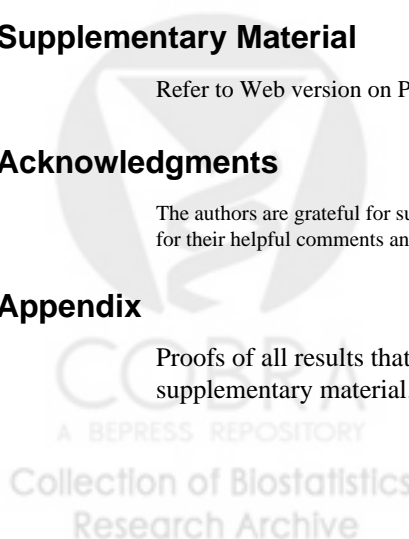 Supplementary Material
Refer to Web version on P
Acknowledgments
The authors are grateful for su
for their helpful comments an
Appendix
Proofs of all results that
supplementary material.
COBRA
A BEPRESS REPOSITORY
Collection of Biostatistics
Research Archive